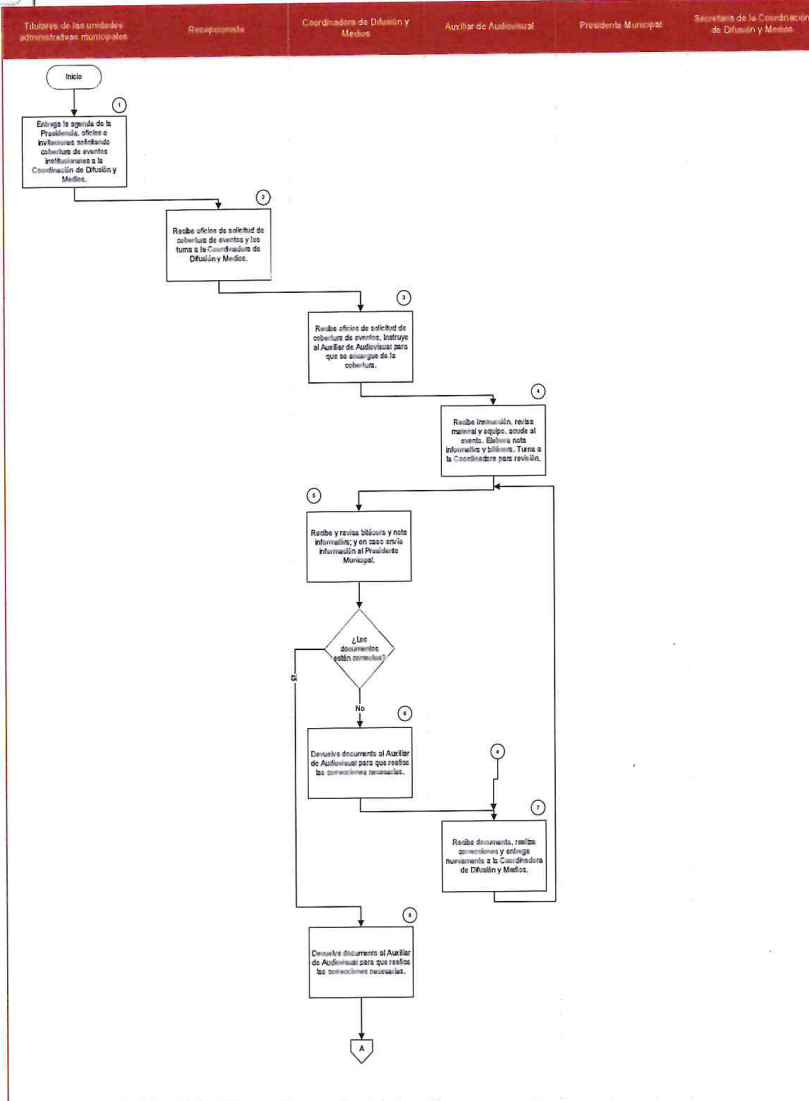 Titulares de las unidades
administrativas municipales
Recepcionista
Coordinadora de Difusión y
Medios
Auxiliar de Audiovisual
Presidente Municipal
Secretaria de la Coordinación
de Difusión y Medios
Inicio
1
Entrega la agenda de la
Presidencia, oficios e
invitaciones solicitando
cobertura de eventos
institucionales a la
Coordinación de Difusión y
Medios.
2
Recibe oficios de solicitud de
cobertura de eventos y los
turna a la Coordinadora de
Difusión y Medios.
3
Recibe oficios de solicitud de
cobertura de eventos, instruye
al Auxiliar de Audiovisual para
que se encargue de la
cobertura.
4
Recibe instrucción, revisa
material y equipo, acude al
evento. Elabora nota
informativa y bitácora. Turna a
la Coordinadora para revisión.
5
Recibe y revisa bitácora y nota
informativa; y en caso envía
información al Presidente
Municipal.
¿Los
documentos
están correctos?
Si
No
6
Devuelve documento al Auxiliar
de Audiovisual para que realice
las correcciones necesarias.
7
Recibe documento, realiza
correcciones y entrega
nuevamente a la Coordinadora
de Difusión y Medios.
8
Devuelve documento al Auxiliar
de Audiovisual para que realice
las correcciones necesarias.
A